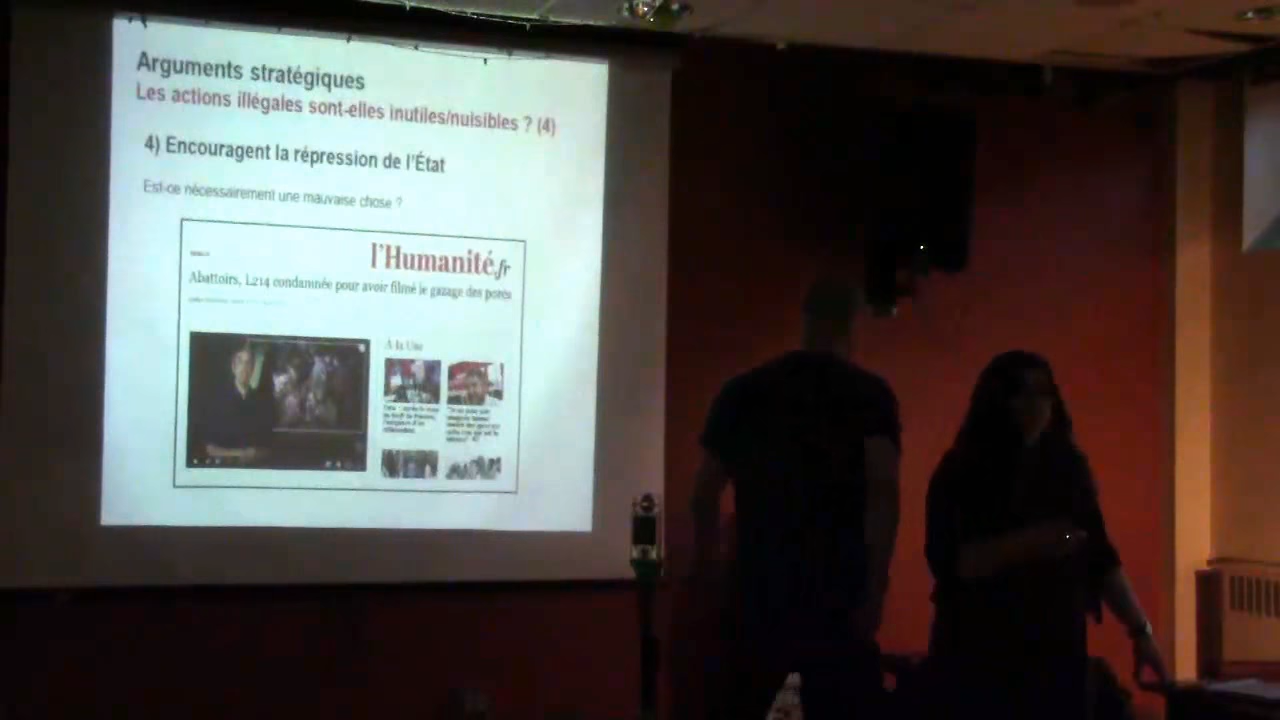 Arguments stratégiques
Les actions illégales sont-elles inutiles/nuisibles ? (4)
4) Encouragent la répression de l'État
Est-ce nécessairement une mauvaise chose ?
l'Humanité.fr
Abattoirs, L214 condamnée pour avoir filmé le gazage des porcs
A la Une